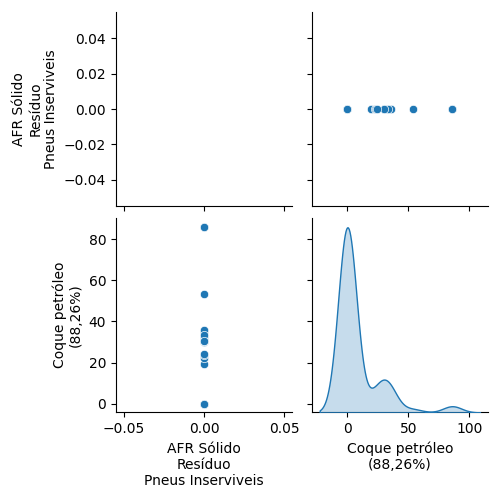 AFR Sólido
Resíduo
Pneus Inserviveis
0.04
0.02
0.00
−0.02
−0.04
Coque petróleo
(88,26%)
80
60
40
20
0
−0.05
0.00
0.05
AFR Sólido
Resíduo
Pneus Inserviveis
0
50
100
Coque petróleo
(88,26%)